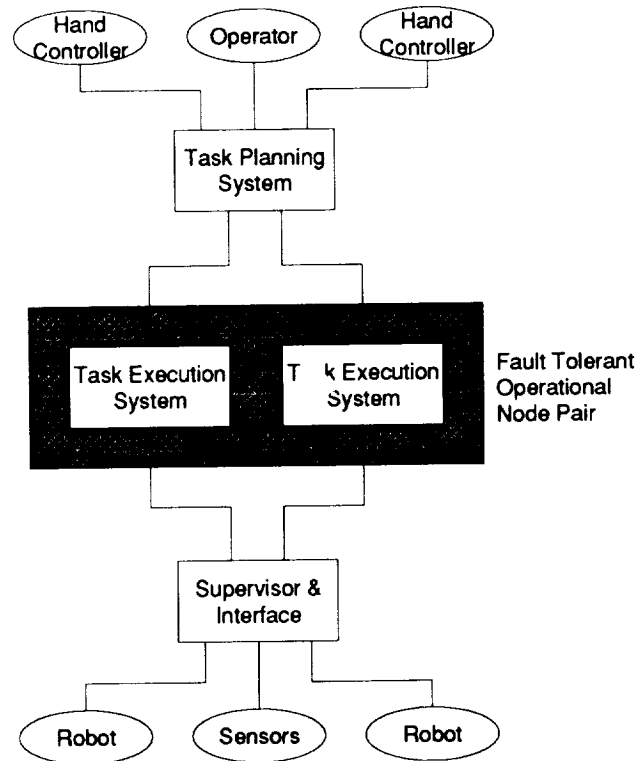 Hand
Controller
Operator
Hand
Controller
Task Planning
System
Task Execution
System
T k Execution
System
Fault Tolerant
Operational
Node Pair
Supervisor &
Interface
Robot
Sensors
Robot